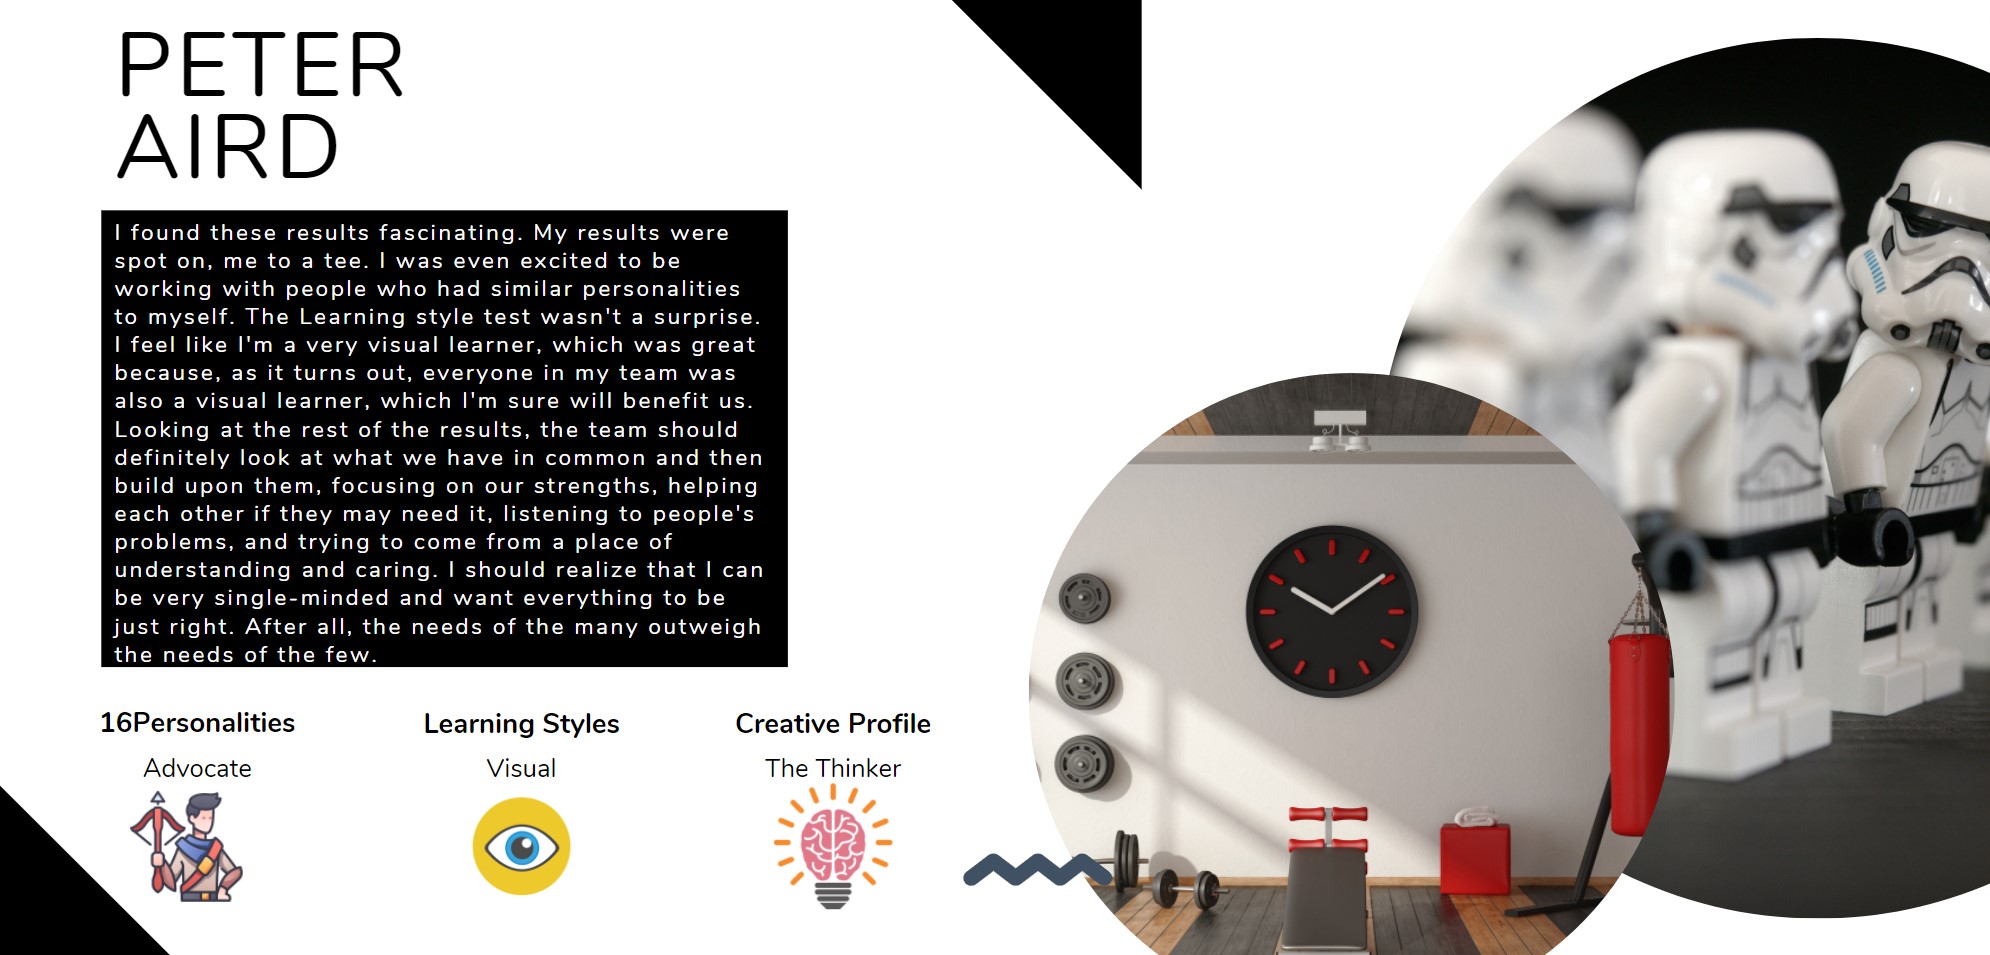 PETER
AIRD
I found these results fascinating. My results were
spot on, me to a tee. I was even excited to be
working with people who had similar personalities
to myself. The Learning style test wasn't a surprise.
I feel like I'm a very visual learner, which was great
because, as it turns out, everyone in my team was
also a visual learner, which I'm sure will benefit us.
Looking at the rest of the results, the team should
definitely look at what we have in common and then
build upon them, focusing on our strengths, helping
each other if they may need it, listening to people's
problems, and trying to come from a place of
understanding and caring. I should realize that I can
be very single-minded and want everything to be
just right. After all, the needs of the many outweigh
the needs of the few.
16Personalities
Advocate
Learning Styles
Visual
Creative Profile
The Thinker